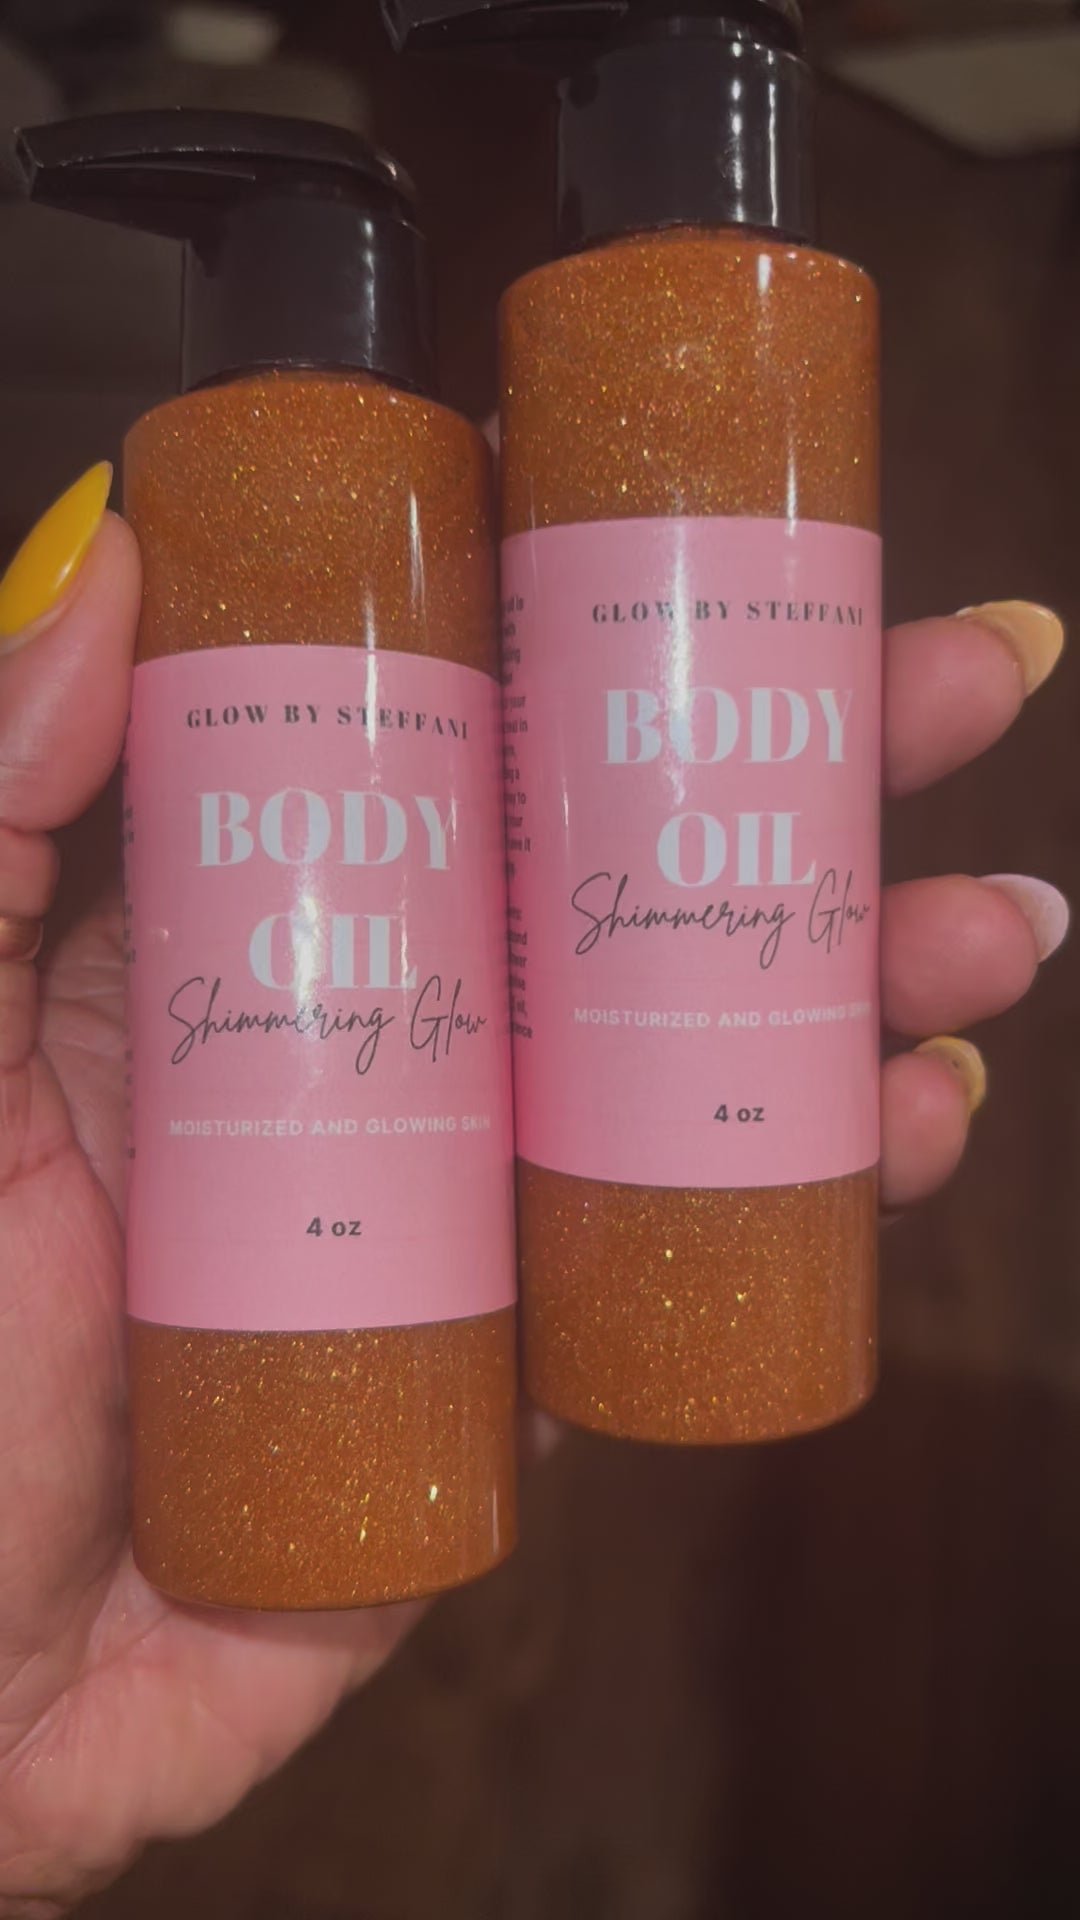 GLOW BY STEFFANI
BODY
OIL
Shimmering Glow
MOISTURIZED AND GLOWING SKIN
4 oz
GLOW BY STEFFANI
BODY
OIL
Shimmering Glow
MOISTURIZED AND GLOWING SKIN
4 oz